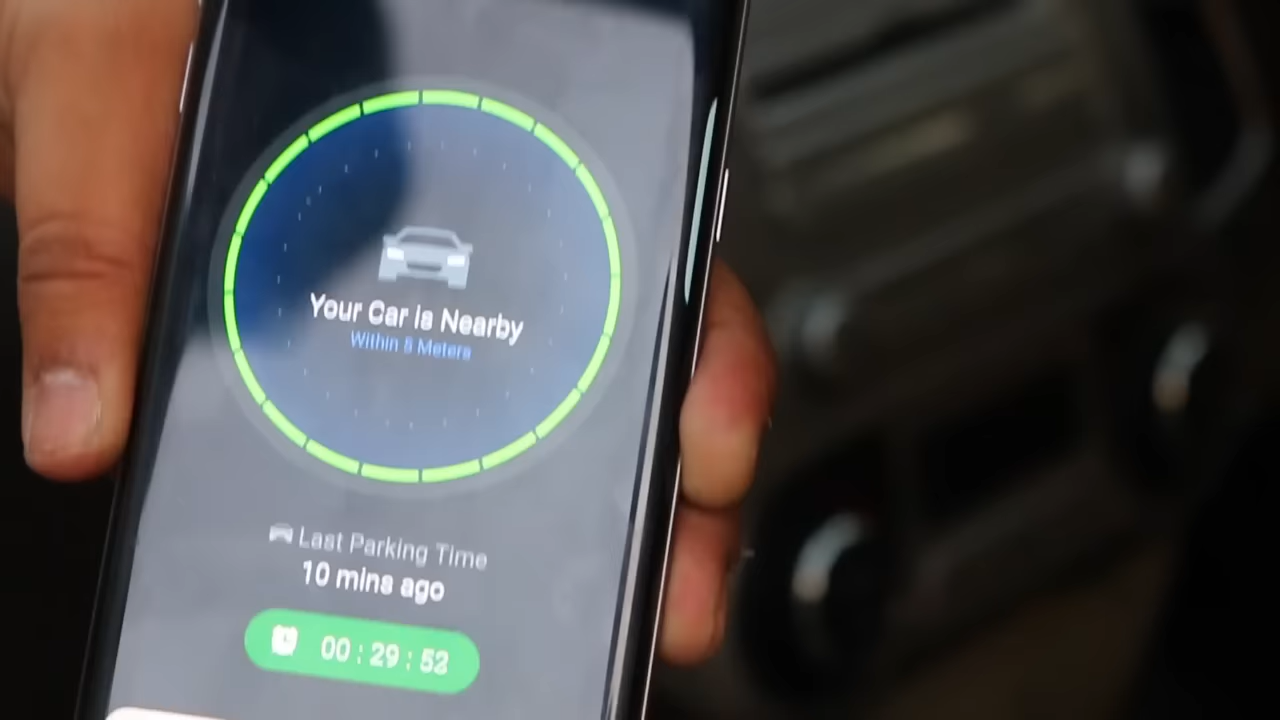 Your Car is Nearby
Within 5 Meters
Last Parking Time
10 mins ago
00 : 29 : 52